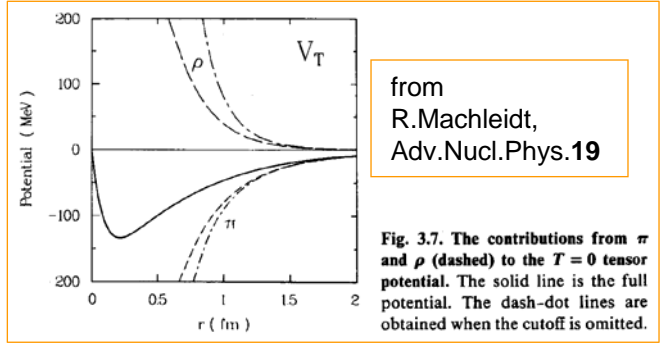 200
V_T
ρ
100
0
Potential ( MeV )
-100
π
200
0
0.5
1
1.5
2
r ( fm )
from
R.Machleidt,
Adv.Nucl.Phys.19
Fig. 3.7. The contributions from π
and ρ (dashed) to the T = 0 tensor
potential. The solid line is the full
potential. The dash-dot lines are
obtained when the cutoff is omitted.